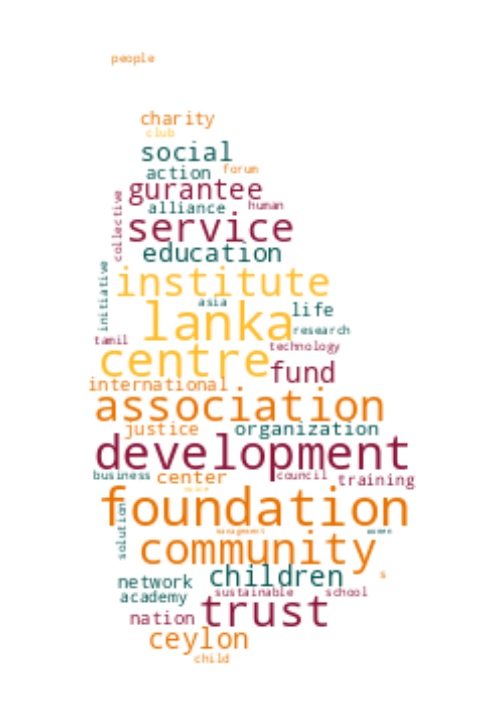 people
charity
club
social
action forum
gurantee
collective
alliance human
service
education
initiative
institute
asia
lanka life
research
tamil technology
centre fund
international
association
justice organization
development
business center council training
foundation
solution
management women
community
children s
network
sustainable school
academy
nation trust
ceylon
child